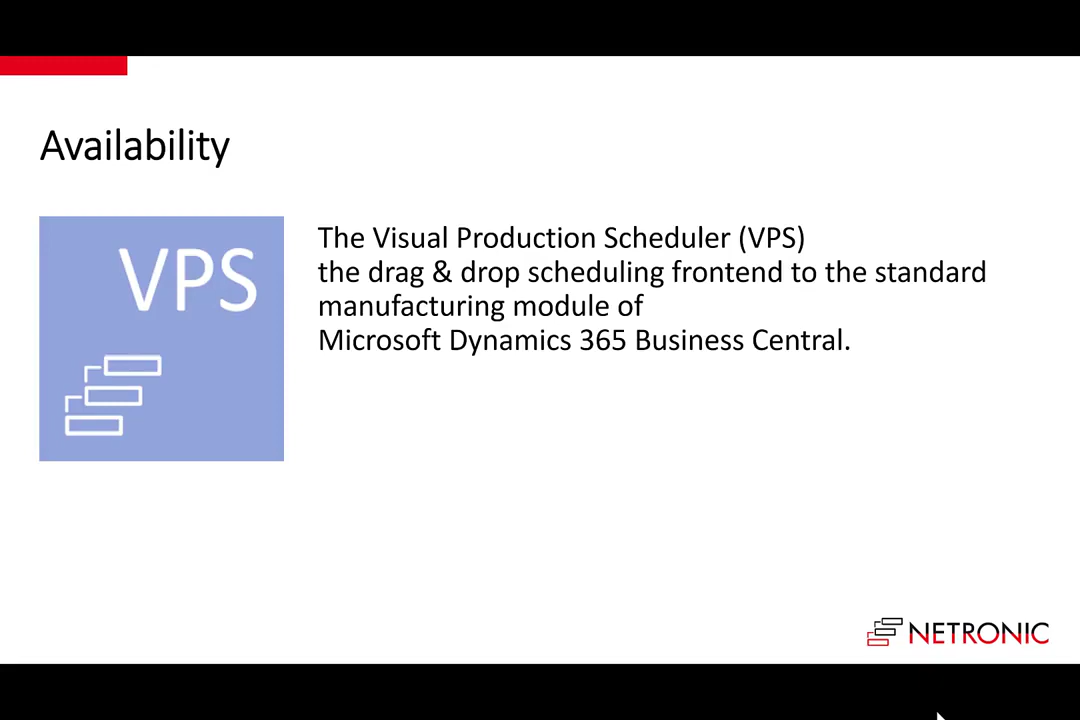 Availability
VPS
The Visual Production Scheduler (VPS)
the drag & drop scheduling frontend to the standard
manufacturing module of
Microsoft Dynamics 365 Business Central.
NETRONIC